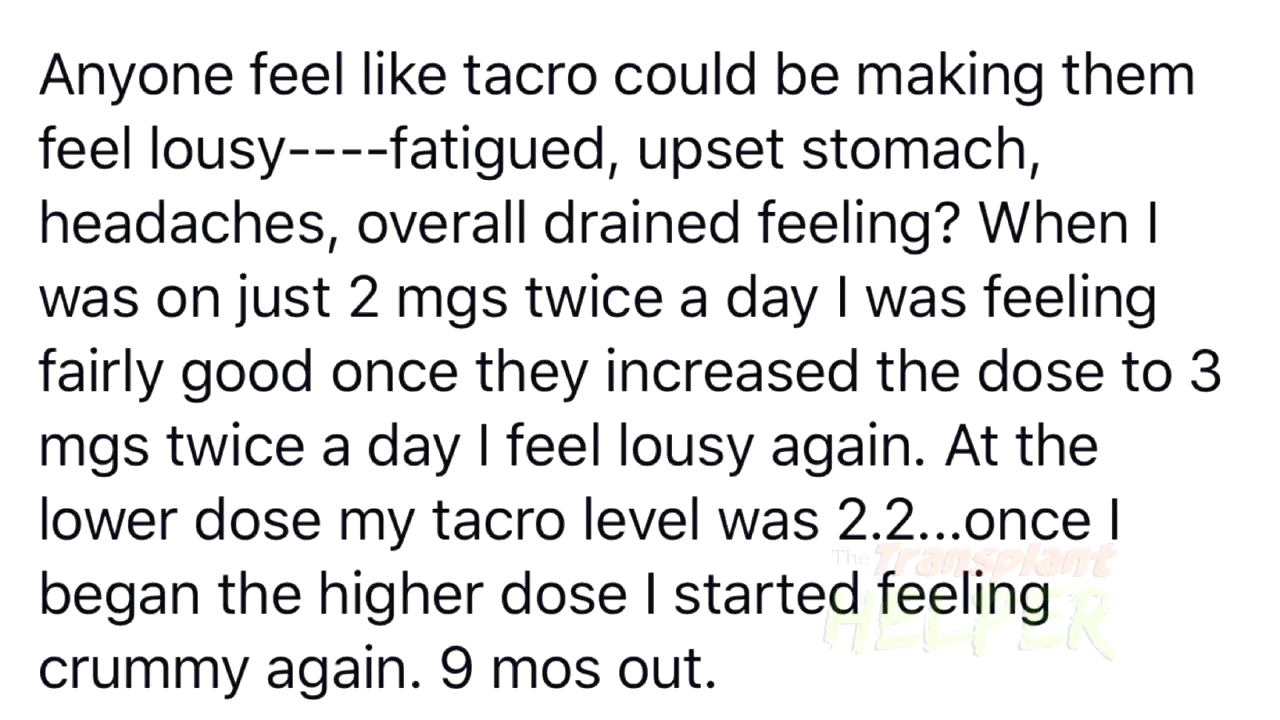 Anyone feel like tacro could be making them
feel lousy----fatigued, upset stomach,
headaches, overall drained feeling? When I
was on just 2 mgs twice a day I was feeling
fairly good once they increased the dose to 3
mgs twice a day I feel lousy again. At the
lower dose my tacro level was 2.2...once I
The Transplant
began the higher dose I started feeling
HELPER
crummy again. 9 mos out.